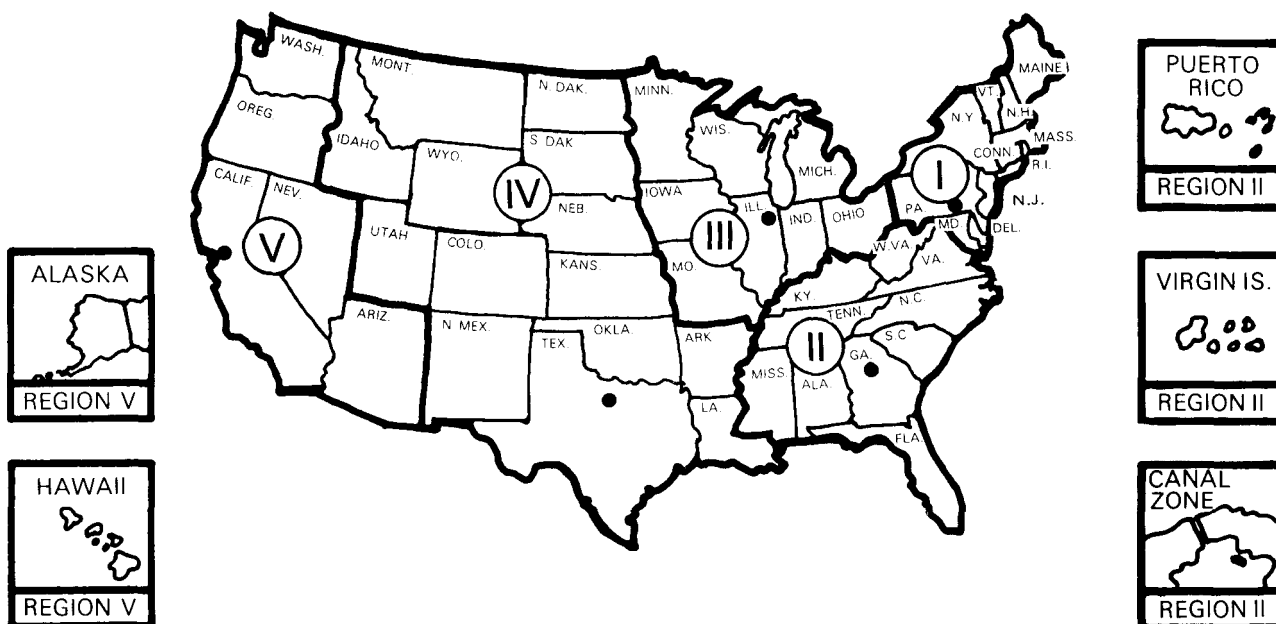 WASH.
MONT.
N. DAK.
MINN.
MAINE
OREG.
IDAHO
WYO.
S. DAK
WIS.
MICH.
N.Y
VT.
N.H.
MASS.
CONN.
R.I.
CALIF.
NEV.
UTAH
COLO.
NEB.
IOWA
ILL.
IND.
OHIO
PA.
N.J.
MD.
DEL.
W.VA.
VA.
KANS.
MO.
KY.
N.C.
TENN.
ARIZ.
N MEX.
OKLA.
TEX.
ARK
S.C
MISS.
ALA.
GA.
LA.
FLA.
I
II
III
IV
V
ALASKA
REGION V
HAWAII
REGION V
PUERTO
RICO
REGION II
VIRGIN IS.
REGION II
CANAL
ZONE
REGION II